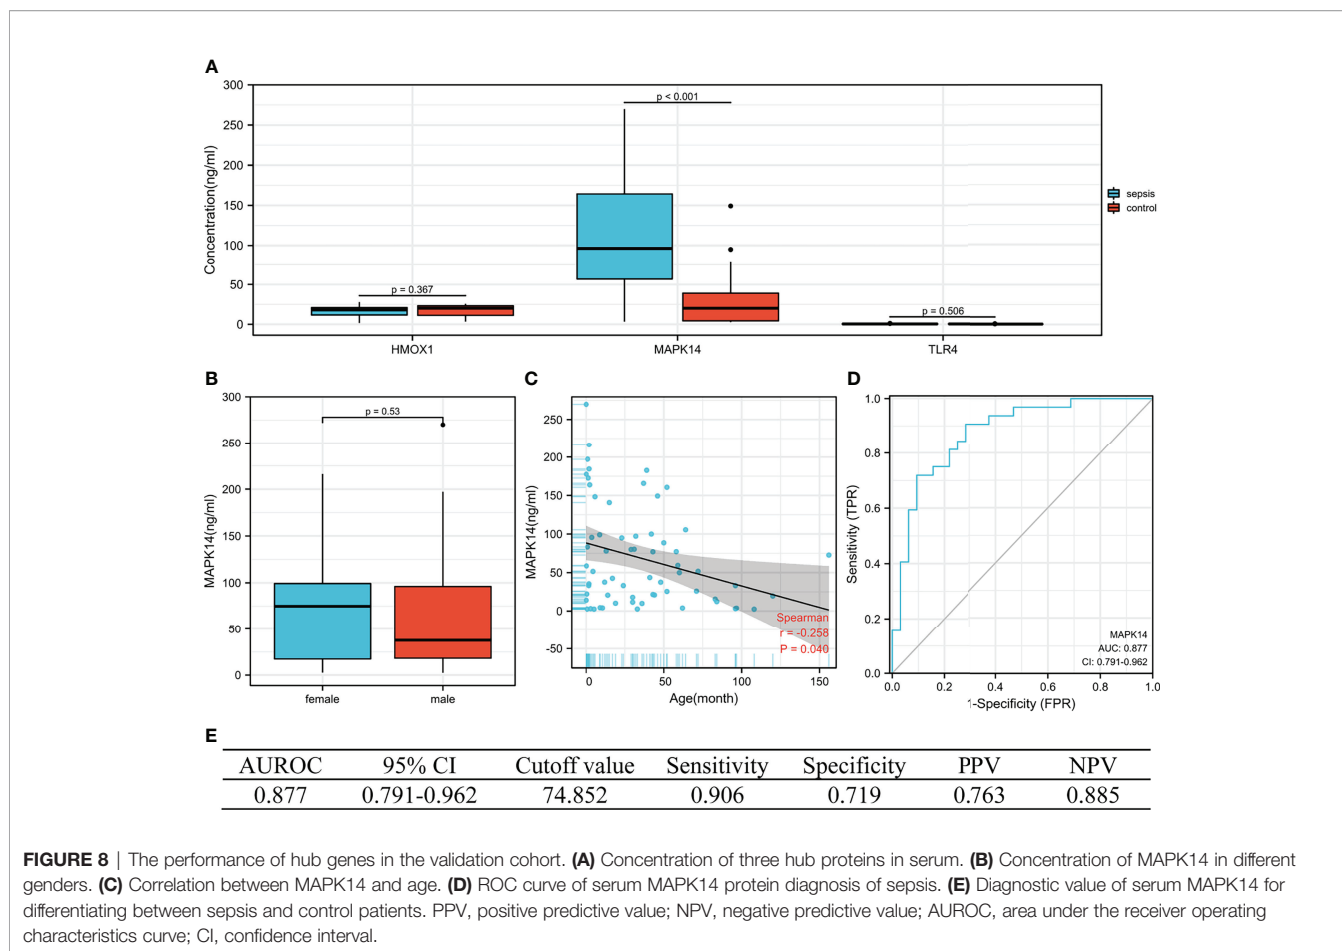 A
300
250
200
150
100
50
0
Concentration(ng/ml)
p < 0.001
p = 0.367
p = 0.506
HMOX1 MAPK14 TLR4
sepsis
control
B
300
250
200
150
100
50
0
MAPK14(ng/ml)
p = 0.53
female male
C
250
200
150
100
50
0
-50
MAPK14(ng/ml)
Spearman
r = -0.258
P = 0.040
0 50 100 150
Age(month)
D
1.0
0.8
0.6
0.4
0.2
0.0
Sensitivity (TPR)
MAPK14
AUC: 0.877
CI: 0.791-0.962
0.0 0.2 0.4 0.6 0.8 1.0
1-Specificity (FPR)
E
AUROC 95% CI Cutoff value Sensitivity Specificity PPV NPV
0.877 0.791-0.962 74.852 0.906 0.719 0.763 0.885
FIGURE 8 | The performance of hub genes in the validation cohort. (A) Concentration of three hub proteins in serum. (B) Concentration of MAPK14 in different
genders. (C) Correlation between MAPK14 and age. (D) ROC curve of serum MAPK14 protein diagnosis of sepsis. (E) Diagnostic value of serum MAPK14 for
differentiating between sepsis and control patients. PPV, positive predictive value; NPV, negative predictive value; AUROC, area under the receiver operating
characteristics curve; CI, confidence interval.